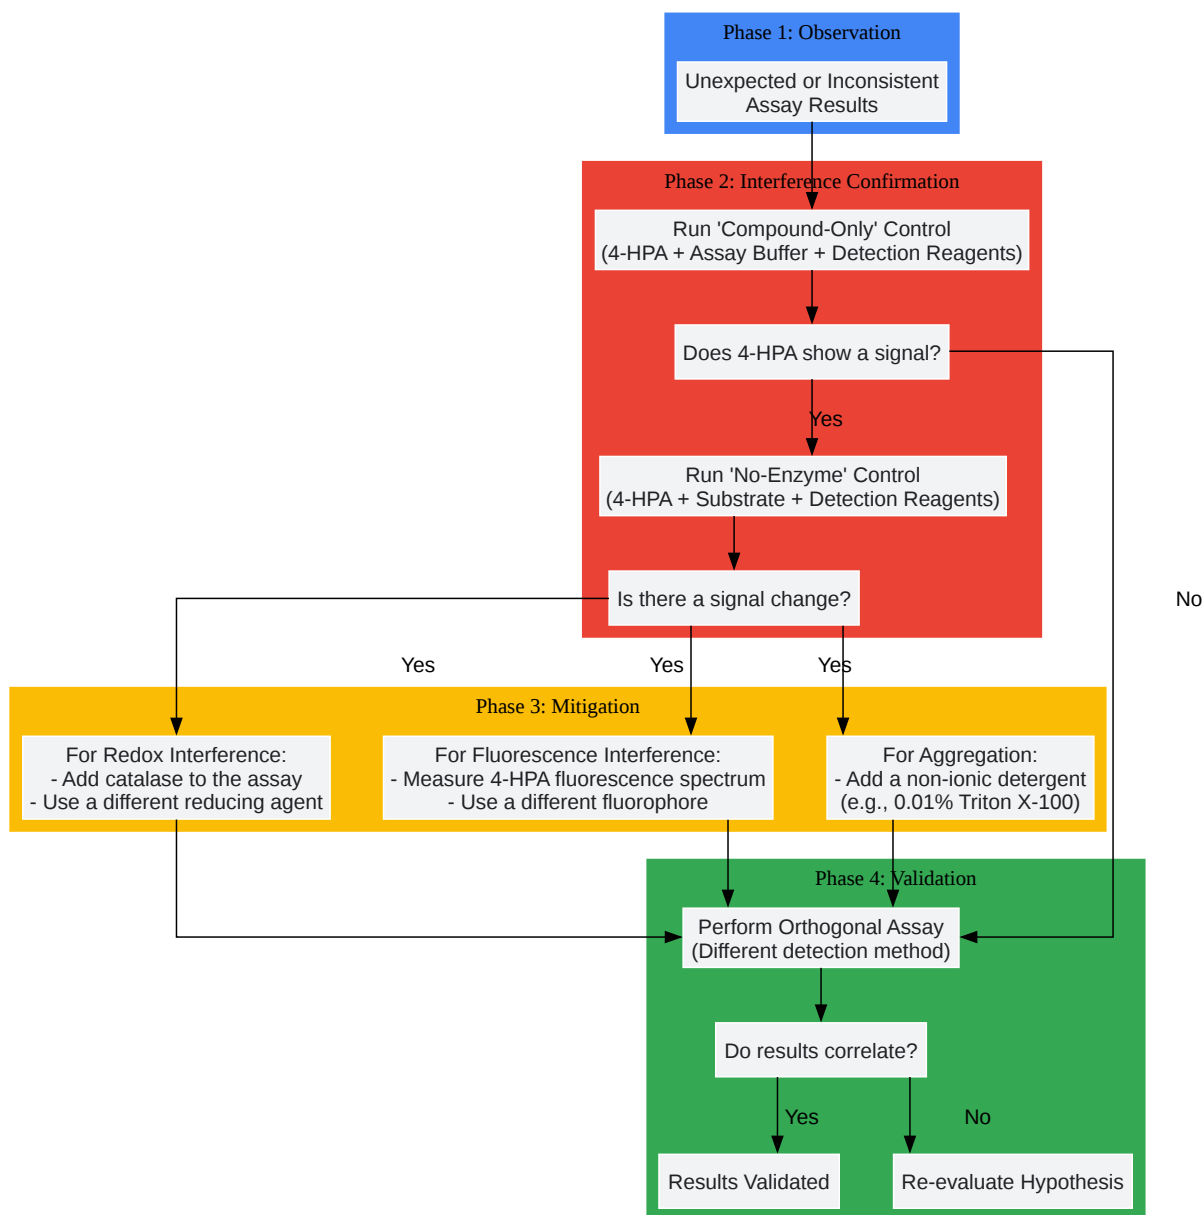 Phase 1: Observation
Unexpected or Inconsistent
Assay Results
Phase 2: Interference Confirmation
Run 'Compound-Only' Control
(4-HPA + Assay Buffer + Detection Reagents)
Does 4-HPA show a signal?
Yes
Run 'No-Enzyme' Control
(4-HPA + Substrate + Detection Reagents)
Is there a signal change?
No
Yes
Yes
Yes
Phase 3: Mitigation
For Redox Interference:
- Add catalase to the assay
- Use a different reducing agent
For Fluorescence Interference:
- Measure 4-HPA fluorescence spectrum
- Use a different fluorophore
For Aggregation:
- Add a non-ionic detergent
(e.g., 0.01% Triton X-100)
Phase 4: Validation
Perform Orthogonal Assay
(Different detection method)
Do results correlate?
Yes
No
Results Validated
Re-evaluate Hypothesis